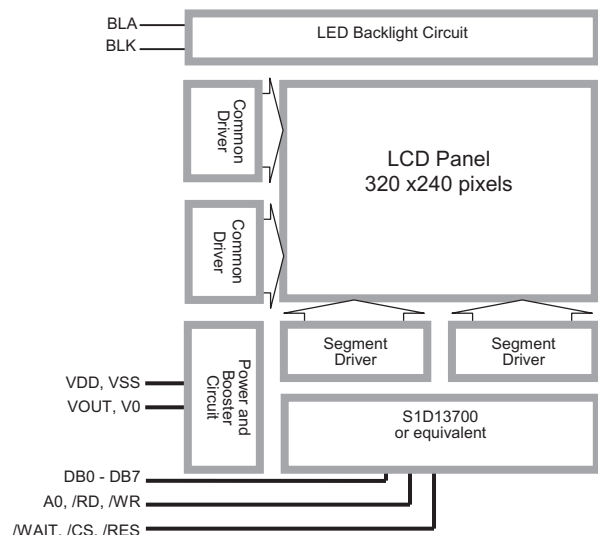 BLA
BLK
LED Backlight Circuit
Common
Driver
LCD Panel
320 x240 pixels
Common
Driver
Segment
Driver
Segment
Driver
Power and
Booster
Circuit
VDD, VSS
VOUT, V0
S1D13700
or equivalent
DB0 - DB7
A0, /RD, /WR
/WAIT, /CS, /RES